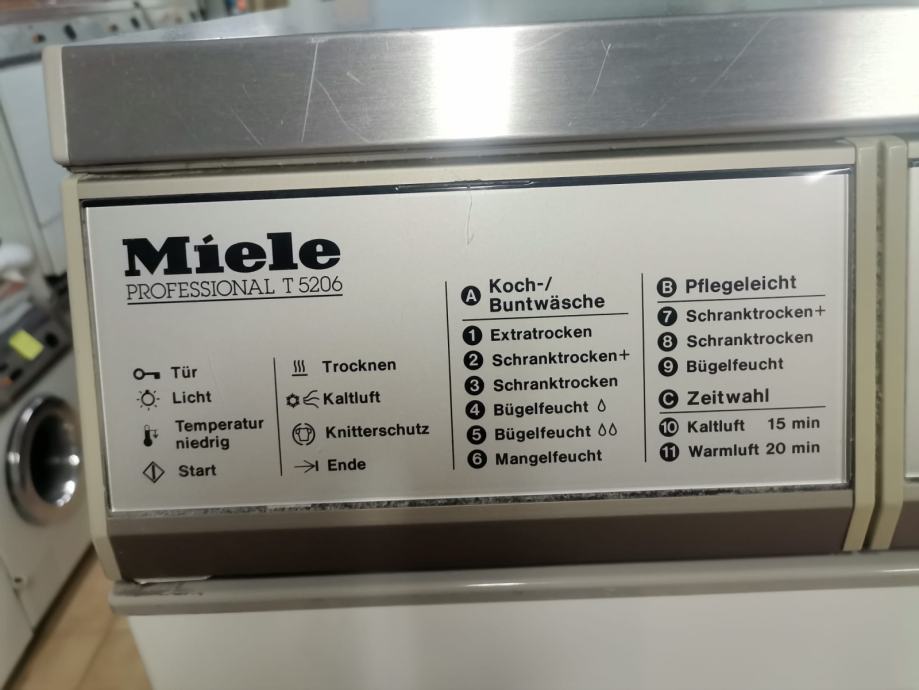 Miele
PROFESSIONAL T 5206
Tür
Licht
Temperatur
niedrig
Start
Trocknen
Kaltluft
Knitterschutz
Ende
A Koch-/
Buntwäsche
1 Extratrocken
2 Schranktrocken+
3 Schranktrocken
4 Bügelfeucht
5 Bügelfeucht
6 Mangelfeucht
B Pflegeleicht
7 Schranktrocken+
8 Schranktrocken
9 Bügelfeucht
C Zeitwahl
10 Kaltluft 15 min
11 Warmluft 20 min